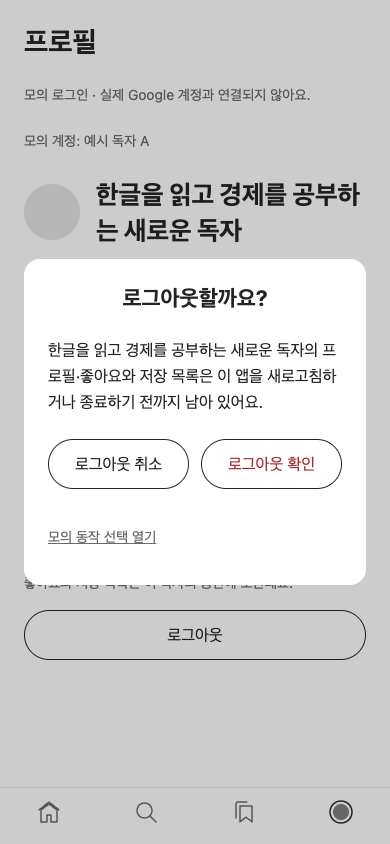 프로필
모의 로그인 · 실제 Google 계정과 연결되지 않아요.
모의 계정: 예시 독자 A
한글을 읽고 경제를 공부하
는 새로운 독자
로그아웃할까요?
한글을 읽고 경제를 공부하는 새로운 독자의 프
로필·좋아요와 저장 목록은 이 앱을 새로고침하
거나 종료하기 전까지 남아 있어요.
로그아웃 취소
로그아웃 확인
모의 동작 선택 열기
로그아웃